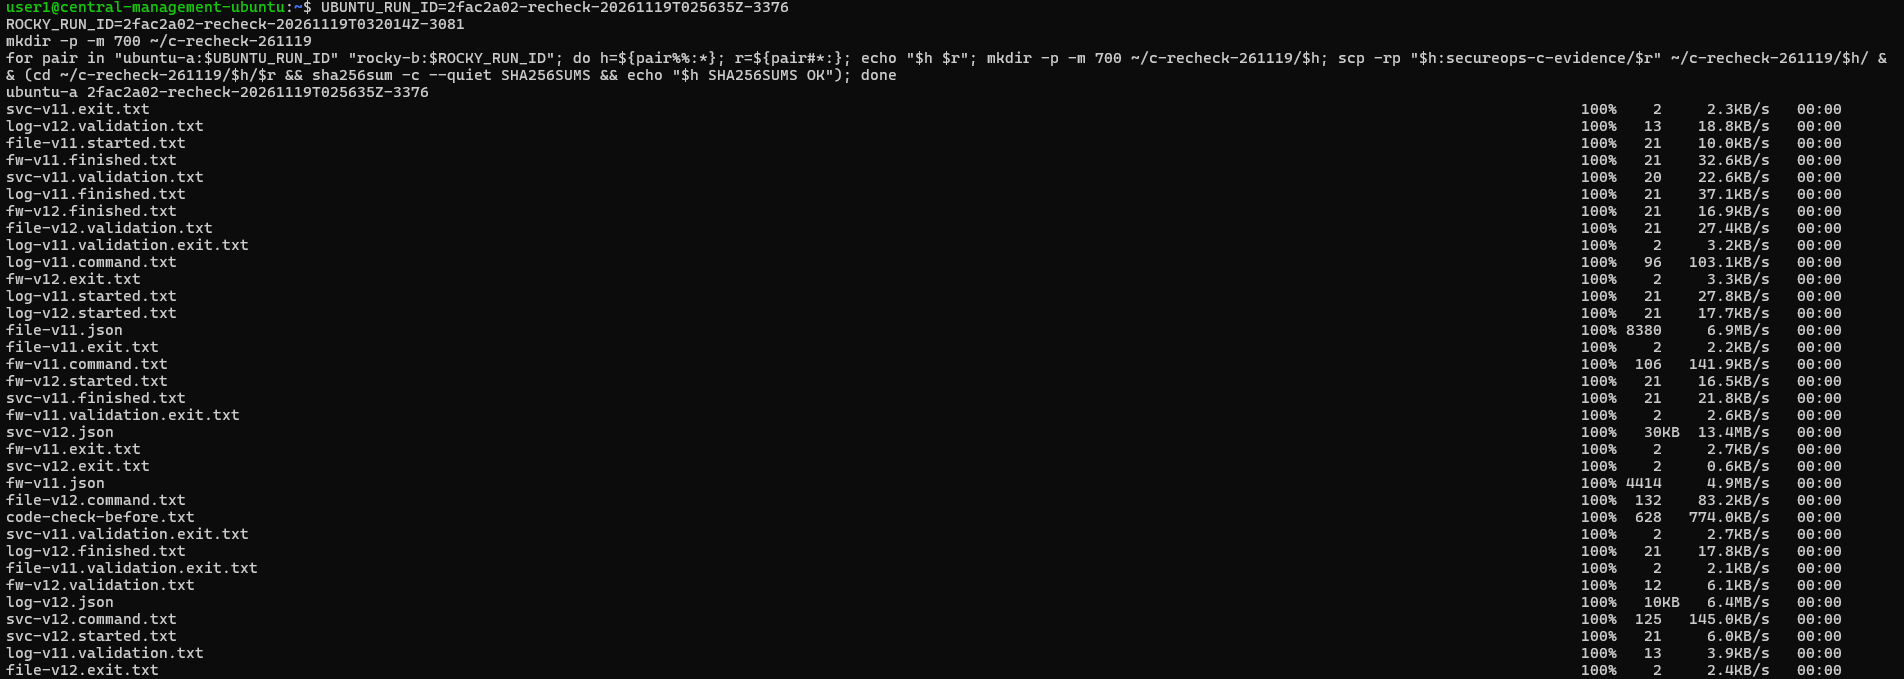 user1@central-management-ubuntu:~$ UBUNTU_RUN_ID=2fac2a02-recheck-20261119T025635Z-3376
ROCKY_RUN_ID=2fac2a02-recheck-20261119T032014Z-3081
mkdir -p -m 700 ~/c-recheck-261119
for pair in "ubuntu-a:$UBUNTU_RUN_ID" "rocky-b:$ROCKY_RUN_ID"; do h=${pair%%:*}; r=${pair#*:}; echo "$h $r"; mkdir -p -m 700 ~/c-recheck-261119/$h; scp -rp "$h:secureops-c-evidence/$r" ~/c-recheck-261119/$h/ &
& (cd ~/c-recheck-261119/$h/$r && sha256sum -c --quiet SHA256SUMS && echo "$h SHA256SUMS OK"); done
ubuntu-a 2fac2a02-recheck-20261119T025635Z-3376
svc-v11.exit.txt 100% 2 2.3KB/s 00:00
log-v12.validation.txt 100% 13 18.8KB/s 00:00
file-v11.started.txt 100% 21 10.0KB/s 00:00
fw-v11.finished.txt 100% 21 32.6KB/s 00:00
svc-v11.validation.txt 100% 20 22.6KB/s 00:00
log-v11.finished.txt 100% 21 37.1KB/s 00:00
fw-v12.finished.txt 100% 21 16.9KB/s 00:00
file-v12.validation.txt 100% 21 27.4KB/s 00:00
log-v11.validation.exit.txt 100% 2 3.2KB/s 00:00
log-v11.command.txt 100% 96 103.1KB/s 00:00
fw-v12.exit.txt 100% 2 3.3KB/s 00:00
log-v11.started.txt 100% 21 27.8KB/s 00:00
log-v12.started.txt 100% 21 17.7KB/s 00:00
file-v11.json 100% 8380 6.9MB/s 00:00
file-v11.exit.txt 100% 2 2.2KB/s 00:00
fw-v11.command.txt 100% 106 141.9KB/s 00:00
fw-v12.started.txt 100% 21 16.5KB/s 00:00
svc-v11.finished.txt 100% 21 21.8KB/s 00:00
fw-v11.validation.exit.txt 100% 2 2.6KB/s 00:00
svc-v12.json 100% 30KB 13.4MB/s 00:00
fw-v11.exit.txt 100% 2 2.7KB/s 00:00
svc-v12.exit.txt 100% 2 0.6KB/s 00:00
fw-v11.json 100% 4414 4.9MB/s 00:00
file-v12.command.txt 100% 132 83.2KB/s 00:00
code-check-before.txt 100% 628 774.0KB/s 00:00
svc-v11.validation.exit.txt 100% 2 2.7KB/s 00:00
log-v12.finished.txt 100% 21 17.8KB/s 00:00
file-v11.validation.exit.txt 100% 2 2.1KB/s 00:00
fw-v12.validation.txt 100% 12 6.1KB/s 00:00
log-v12.json 100% 10KB 6.4MB/s 00:00
svc-v12.command.txt 100% 125 145.0KB/s 00:00
svc-v12.started.txt 100% 21 6.0KB/s 00:00
log-v11.validation.txt 100% 13 3.9KB/s 00:00
file-v12.exit.txt 100% 2 2.4KB/s 00:00